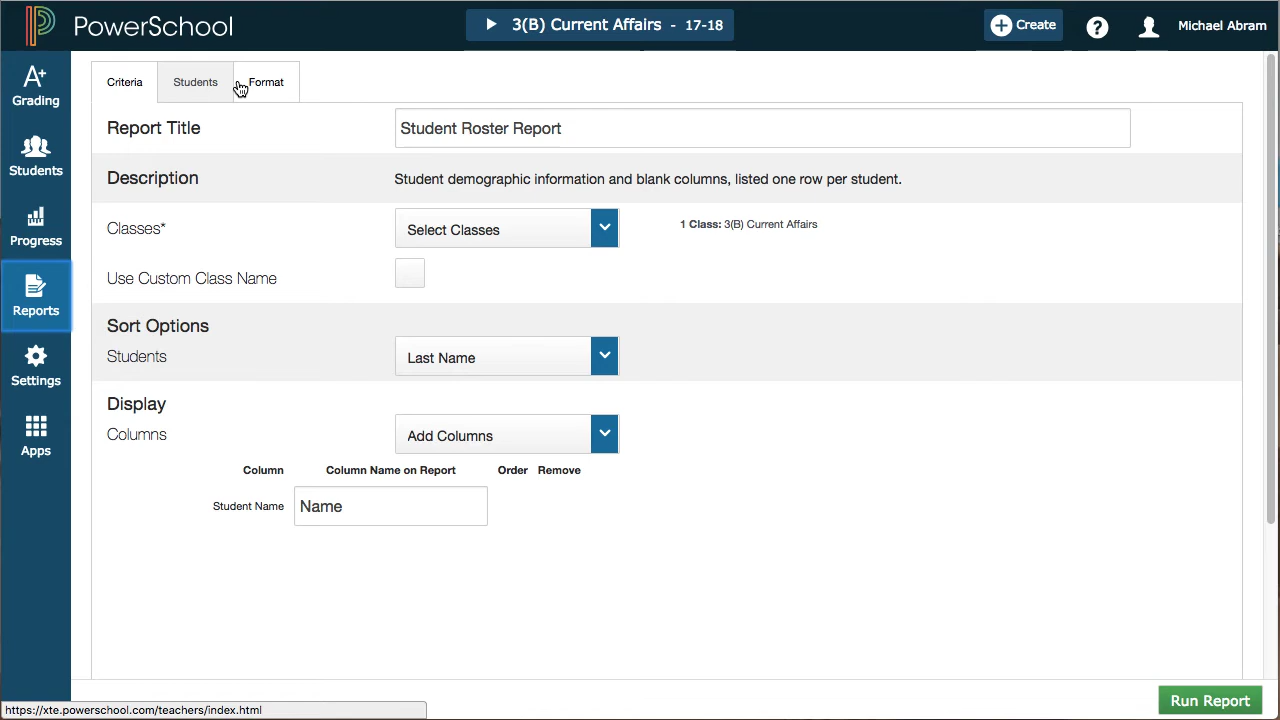 PowerSchool
3(B) Current Affairs - 17-18
Create
?
Michael Abram
A+
Grading
Students
Progress
Reports
Settings
Apps
Criteria
Students
Format
Report Title
Student Roster Report
Description
Student demographic information and blank columns, listed one row per student.
Classes*
Select Classes
1 Class: 3(B) Current Affairs
Use Custom Class Name
Sort Options
Students
Last Name
Display
Columns
Add Columns
Column Column Name on Report Order Remove
Student Name
Name
https://xte.powerschool.com/teachers/index.html
Run Report